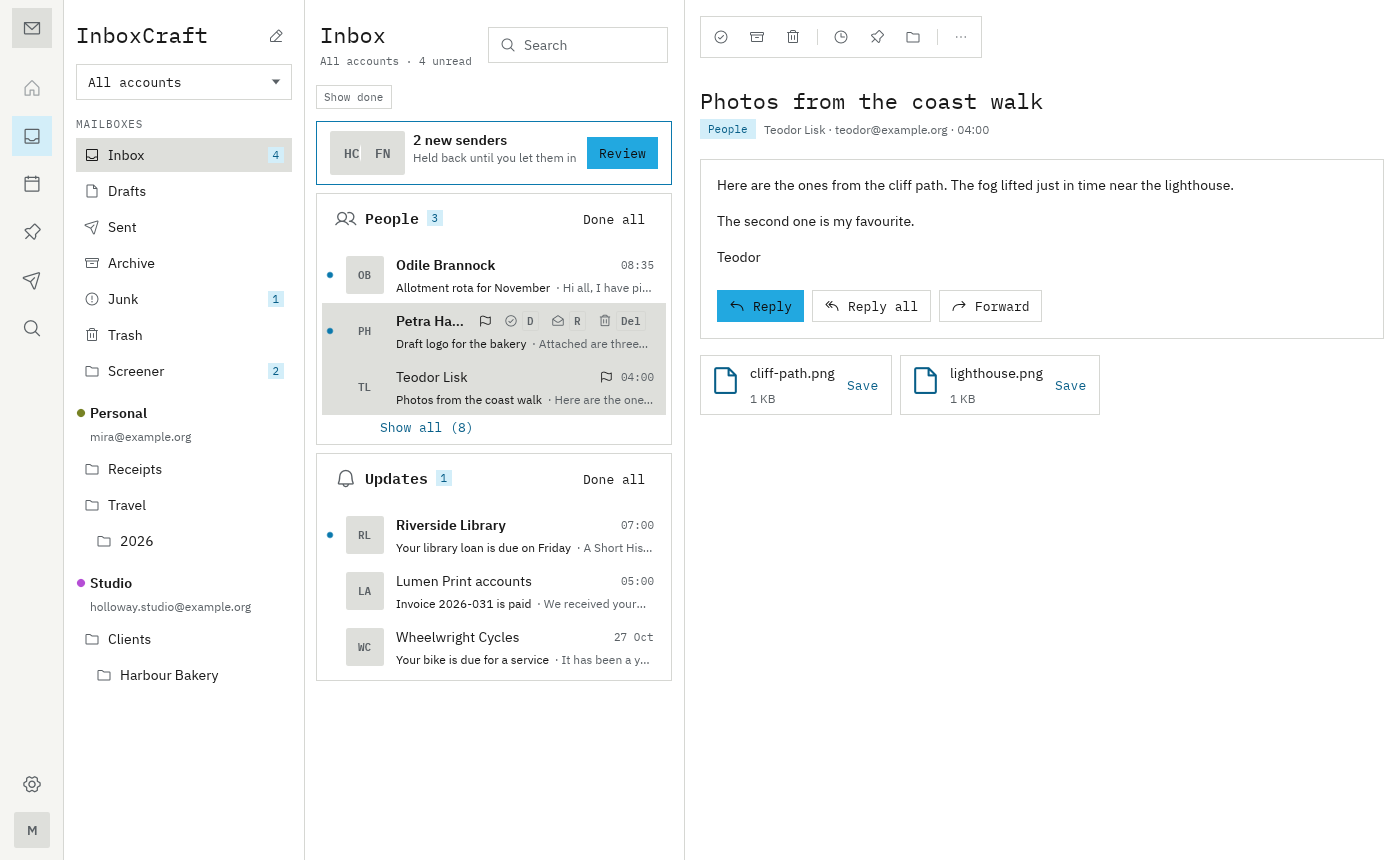 InboxCraft
All accounts
MAILBOXES
Inbox 4
Drafts
Sent
Archive
Junk 1
Trash
Screener 2
Personal
mira@example.org
Receipts
Travel
2026
Studio
holloway.studio@example.org
Clients
Harbour Bakery
M
Inbox
All accounts · 4 unread
Search
Show done
HC FN
2 new senders
Held back until you let them in
Review
People 3 Done all
OB
Odile Brannock 08:35
Allotment rota for November · Hi all, I have pi…
PH
Petra Ha… D R Del
Draft logo for the bakery · Attached are three…
TL
Teodor Lisk 04:00
Photos from the coast walk · Here are the one…
Show all (8)
Updates 1 Done all
RL
Riverside Library 07:00
Your library loan is due on Friday · A Short His…
LA
Lumen Print accounts 05:00
Invoice 2026-031 is paid · We received your…
WC
Wheelwright Cycles 27 Oct
Your bike is due for a service · It has been a y…
Photos from the coast walk
People Teodor Lisk · teodor@example.org · 04:00
Here are the ones from the cliff path. The fog lifted just in time near the lighthouse.
The second one is my favourite.
Teodor
Reply Reply all Forward
cliff-path.png
1 KB
Save
lighthouse.png
1 KB
Save